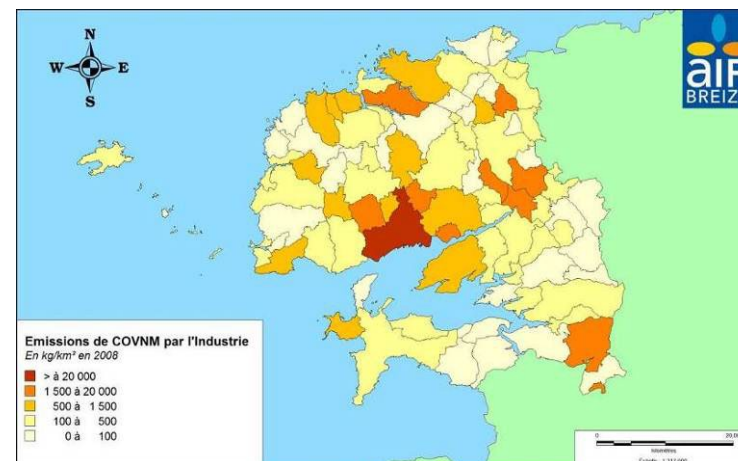 N
W E
S
air
BREIZ
Emissions de COVNM par l'Industrie
En kg/km² en 2008
> à 20 000
1 500 à 20 000
500 à 1 500
100 à 500
0 à 100
0
kilomètres